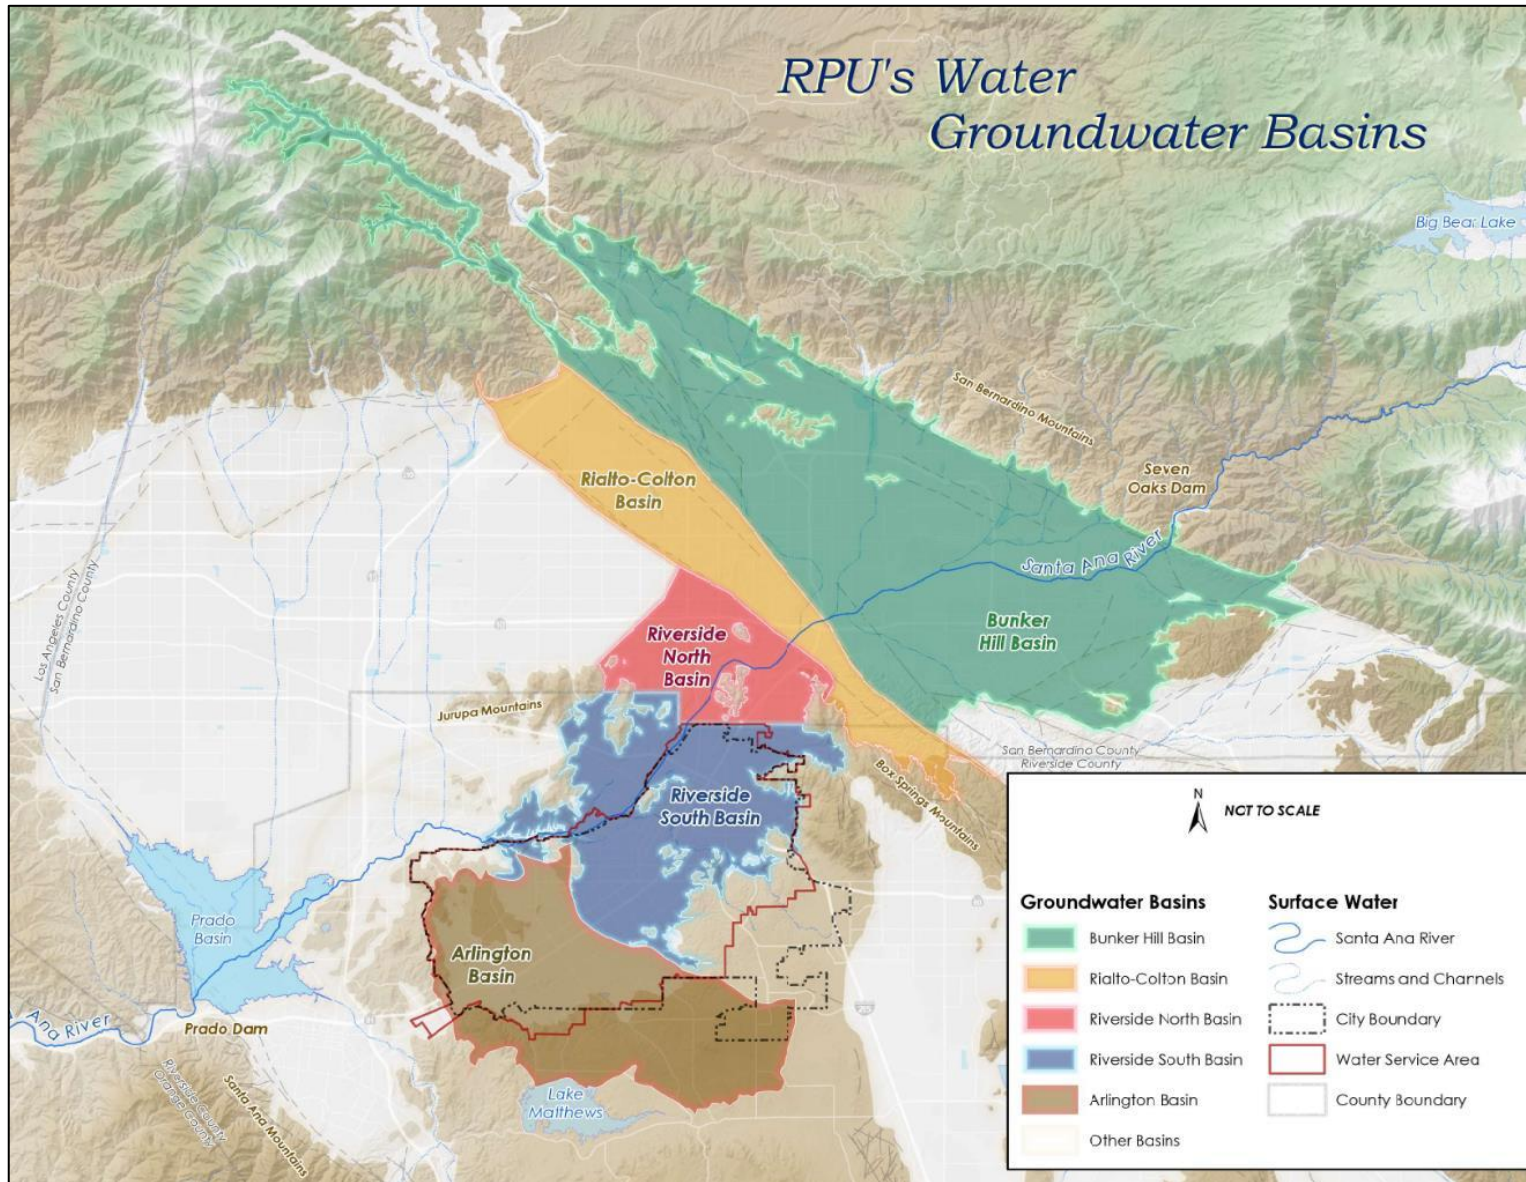 RPU's Water
Groundwater Basins
Big Bear Lake
San Bernardino Mountains
Seven
Oaks Dam
Rialto-Colton
Basin
Santa Ana River
Los Angeles County
San Bernardino County
Bunker
Hill Basin
Riverside
North
Basin
Jurupa Mountains
San Bernardino County
Riverside County
Box Springs Mountains
Riverside
South Basin
Prado
Basin
Arlington
Basin
Ana River
Prado Dam
Riverside County
Orange County
Santa Ana Mountains
Lake
Matthews
N
NOT TO SCALE
Groundwater Basins
Bunker Hill Basin
Rialto-Colton Basin
Riverside North Basin
Riverside South Basin
Arlington Basin
Other Basins
Surface Water
Santa Ana River
Streams and Channels
City Boundary
Water Service Area
County Boundary